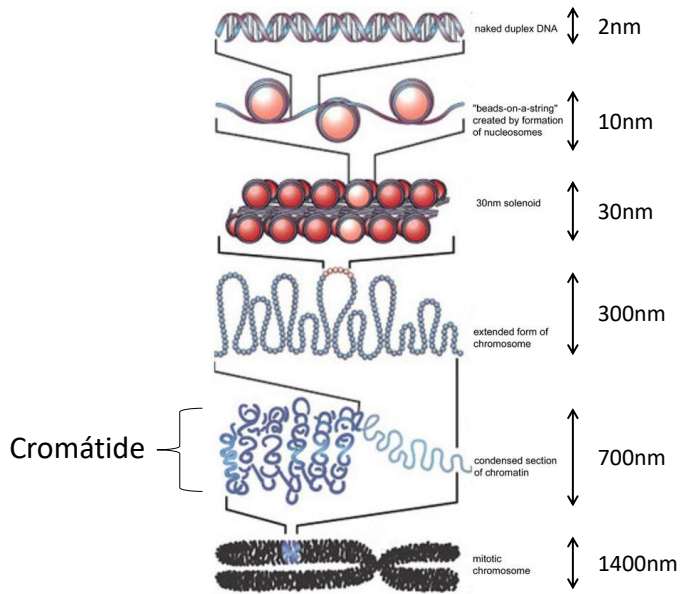 naked duplex DNA
2nm
"beads-on-a-string"
created by formation
of nucleosomes
10nm
30nm solenoid
30nm
extended form of
chromosome
300nm
Cromátide
condensed section
of chromatin
700nm
mitotic
chromosome
1400nm